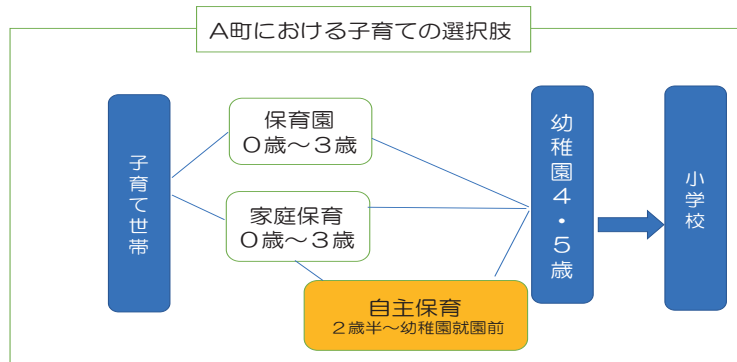 A町における子育ての選択肢
子育て世帯
保育園
０歳～３歳
家庭保育
０歳～３歳
自主保育
２歳半～幼稚園就園前
幼稚園４・５歳
小学校